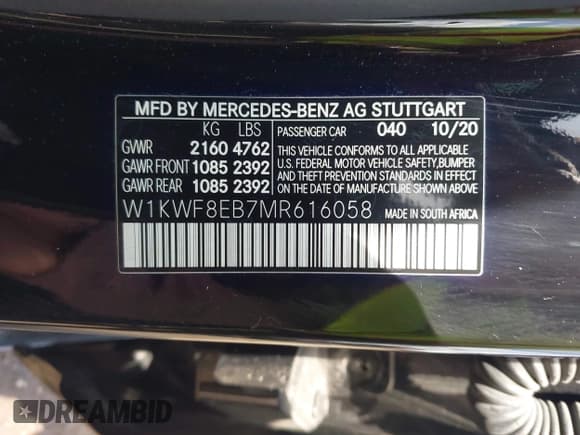 MFD BY MERCEDES-BENZ AG STUTTGART
KG LBS PASSENGER CAR 040 10/20
GVWR 2160 4762
GAWR FRONT 1085 2392
GAWR REAR 1085 2392
THIS VEHICLE CONFORMS TO ALL APPLICABLE
U.S. FEDERAL MOTOR VEHICLE SAFETY,BUMPER
AND THEFT PREVENTION STANDARDS IN EFFECT
ON THE DATE OF MANUFACTURE SHOWN ABOVE
W1KWF8EB7MR616058 MADE IN SOUTH AFRICA
DREAMBID